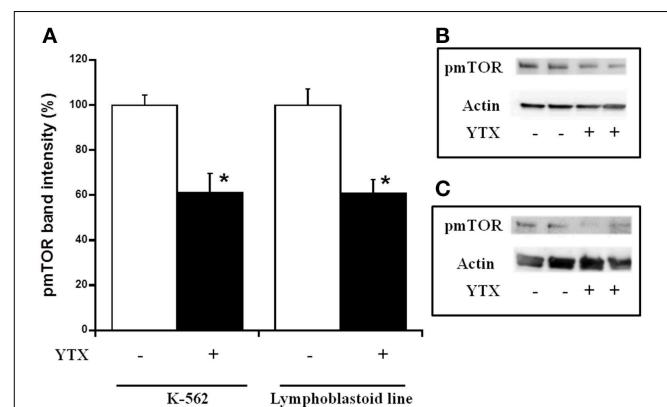 A
pmTOR band intensity (%)
120
100
80
60
40
20
0
* *
YTX - + - +
K-562 Lymphoblastoid line
B
pmTOR
Actin
YTX - - + +
C
pmTOR
Actin
YTX - - + +